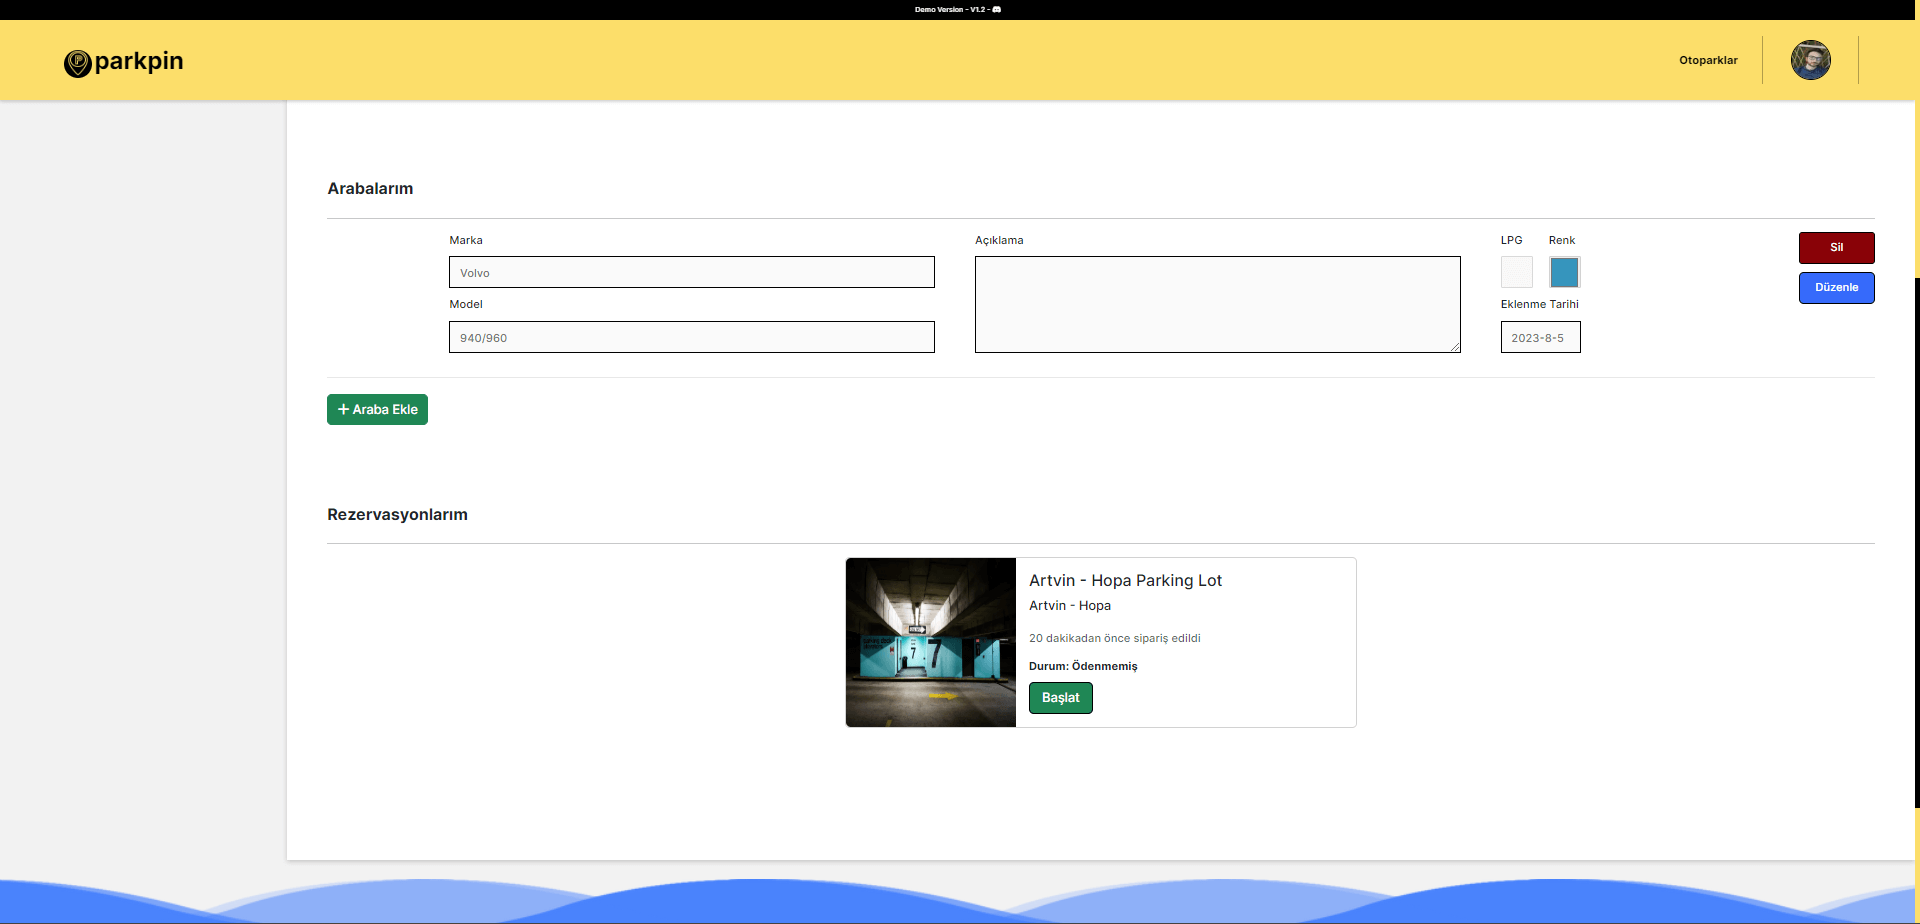 Demo Version - V1.2 -
parkpin
Otoparklar
Arabalarım
Marka
Volvo
Model
940/960
Açıklama
LPG
Renk
Eklenme Tarihi
2023-8-5
Sil
Düzenle
+ Araba Ekle
Rezervasyonlarım
7
7
Artvin - Hopa Parking Lot
Artvin - Hopa
20 dakikadan önce sipariş edildi
Durum: Ödenmemiş
Başlat